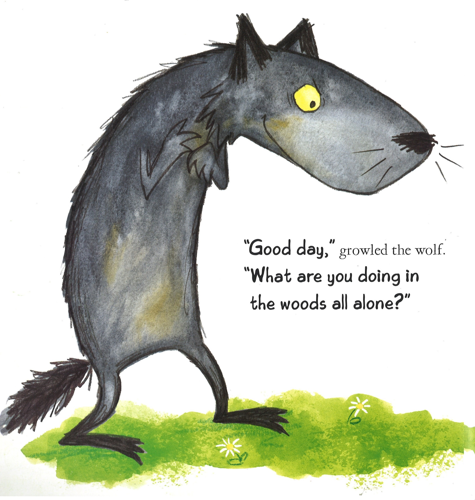 “Good day,” growled the wolf.
“What are you doing in
the woods all alone?”